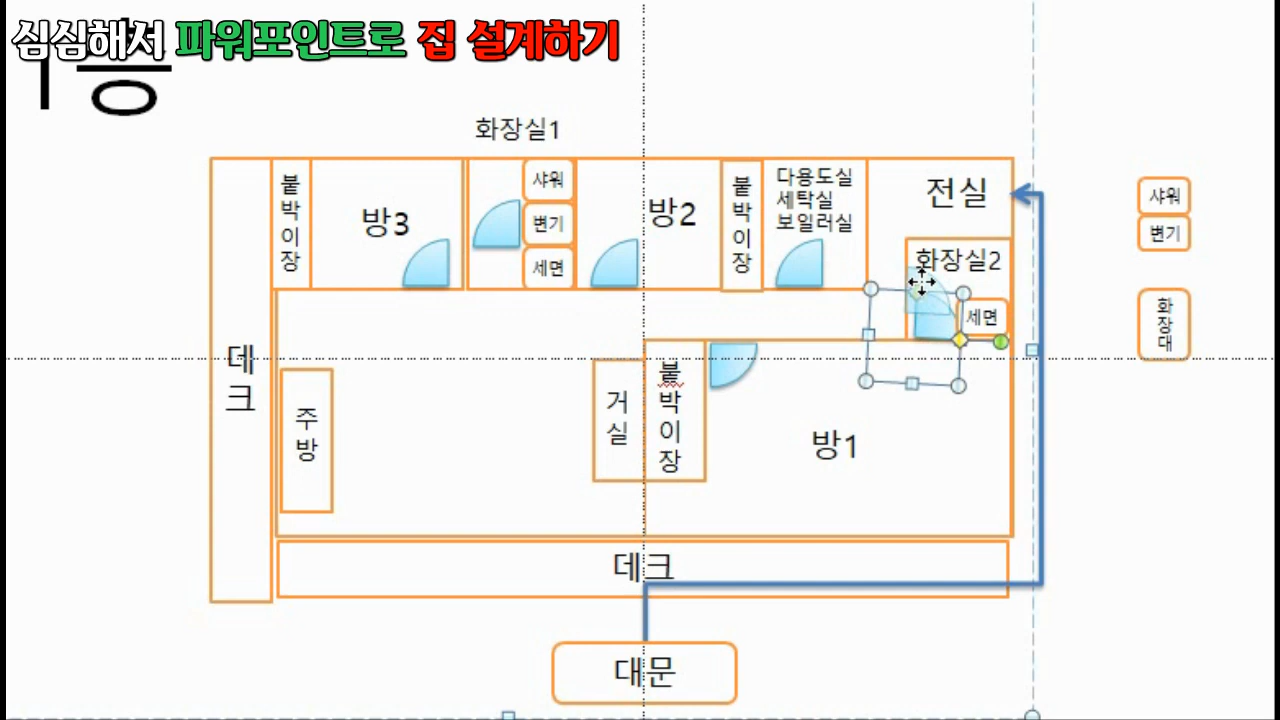 심심해서 파워포인트로 집 설계하기
1층
화장실1
붙박이장
방3
샤워
변기
세면
방2
붙박이장
다용도실
세탁실
보일러실
전실
화장실2
세면
샤워
변기
화장대
데크
주방
거실
붙박이장
방1
데크
대문